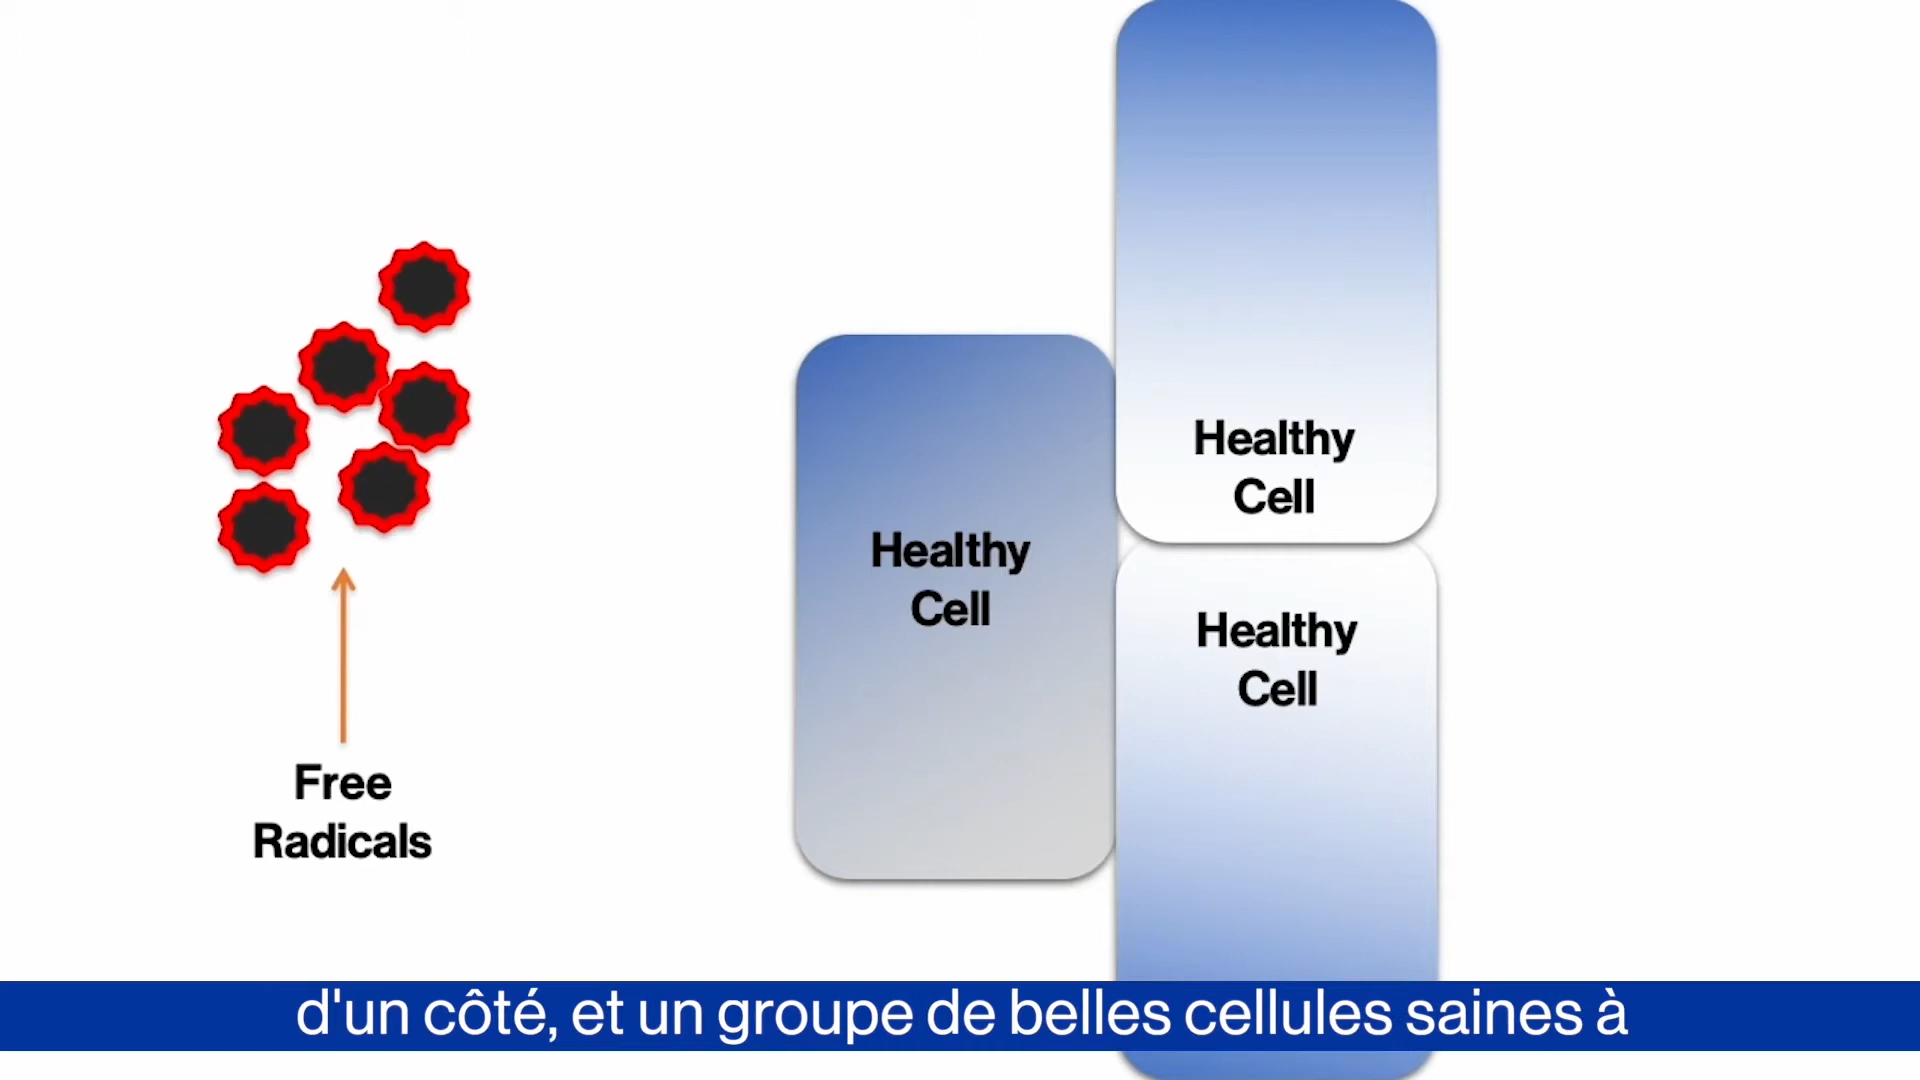 Healthy
Cell
Healthy
Cell
Healthy
Cell
Free
Radicals
d'un côté, et un groupe de belles cellules saines à